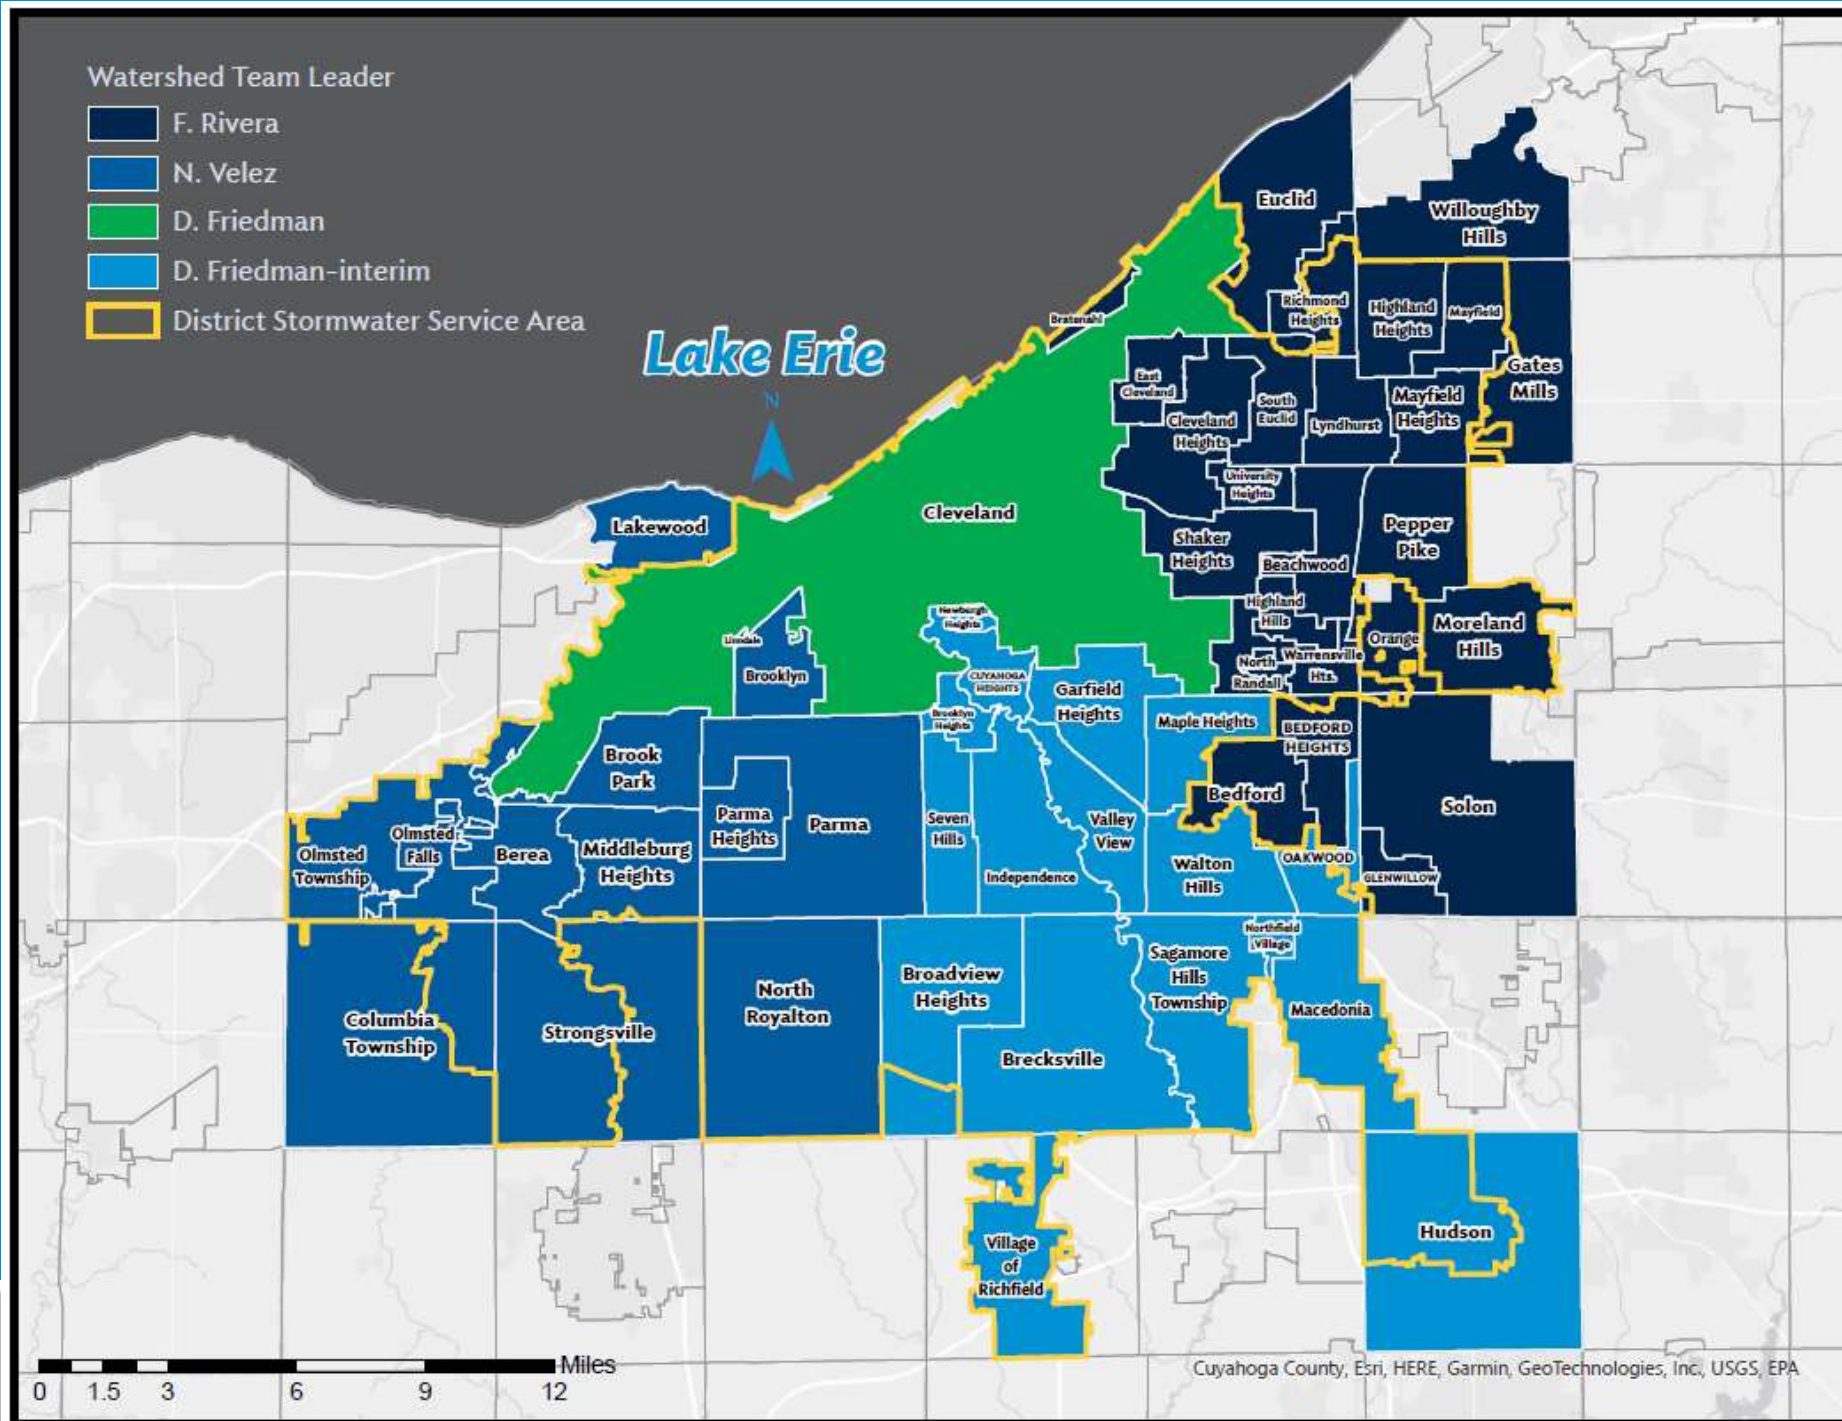 Watershed Team Leader
F. Rivera
N. Velez
D. Friedman
D. Friedman-interim
District Stormwater Service Area
Lake Erie
N
Euclid
Willoughby
Hills
Richmond
Heights
Highland
Heights
Mayfield
Bratenahl
Gates
Mills
East
Cleveland
South
Euclid
Mayfield
Heights
Cleveland
Heights
Lyndhurst
University
Heights
Lakewood
Cleveland
Pepper
Pike
Shaker
Heights
Beachwood
Highland
Hills
Newburgh
Heights
Orange
Moreland
Hills
Linndale
Warrensville
Hts.
North
Randall
Brooklyn
CUYAHOGA
HEIGHTS
Garfield
Heights
Brooklyn
Heights
Maple Heights
BEDFORD
HEIGHTS
Brook
Park
Bedford
Solon
Parma
Heights
Parma
Seven
Hills
Valley
View
Olmsted
Falls
Olmsted
Township
Berea
Middleburg
Heights
Independence
Walton
Hills
OAKWOOD
GLENWILLOW
Northfield
Village
Sagamore
Hills
Township
Broadview
Heights
North
Royalton
Macedonia
Columbia
Township
Strongsville
Brecksville
Hudson
Village
of
Richfield
Miles
0 1.5 3 6 9 12
Cuyahoga County, Esri, HERE, Garmin, GeoTechnologies, Inc., USGS, EPA